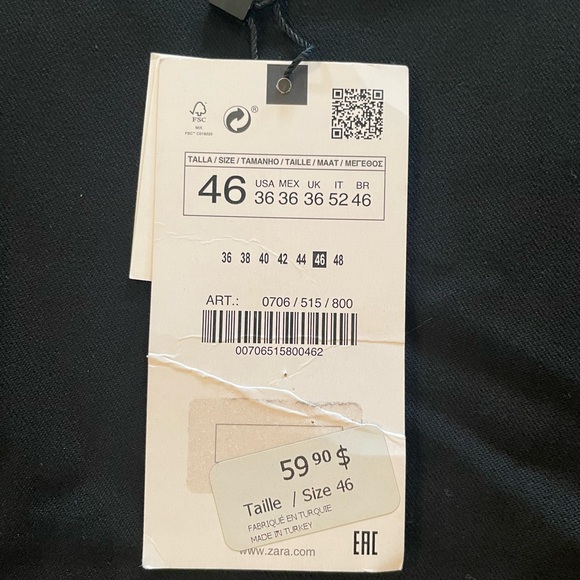 FSC
MIX
®
TALLA / SIZE / TAMANHO / TAILLE / MAAT / ΜΕΓΕΘΟΣ
46
USA MEX UK IT BR
36 36 36 52 46
36 38 40 42 44 46 48
ART.: 0706 / 515 / 800
00706515800462
59 90 $
Taille / Size 46
FABRIQUÉ EN TURQUIE
MADE IN TURKEY
www.zara.com
EAC